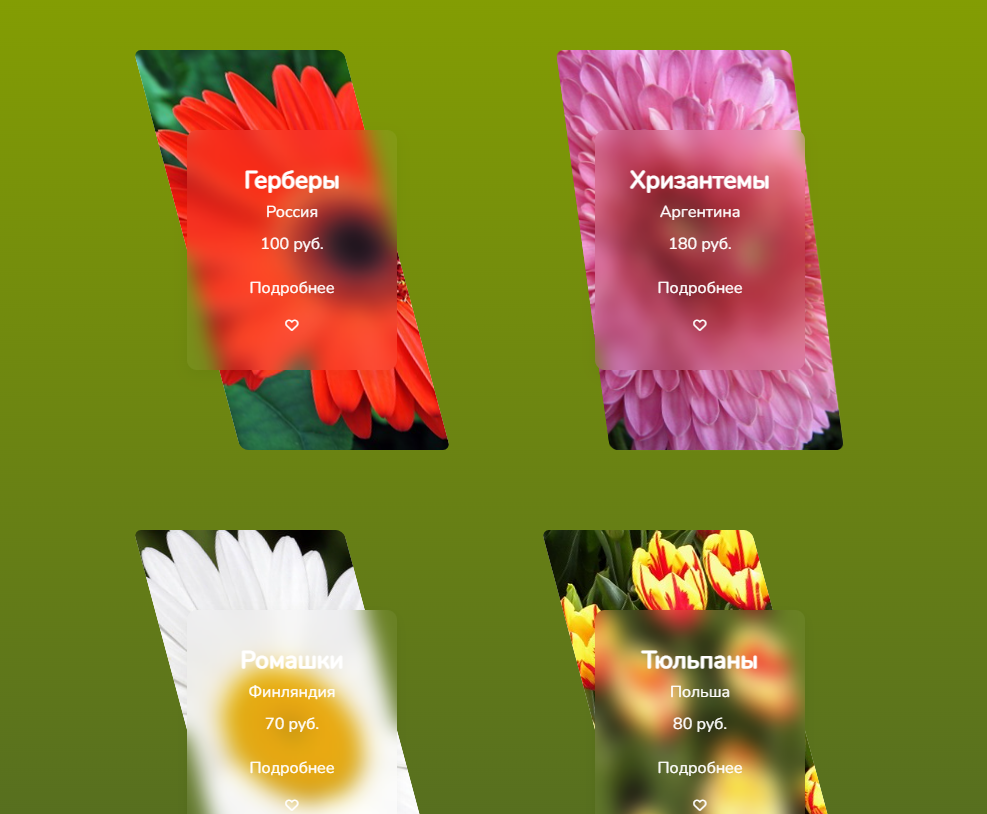 Герберы
Россия
100 руб.
Подробнее
Хризантемы
Аргентина
180 руб.
Подробнее
Ромашки
Финляндия
70 руб.
Подробнее
Тюльпаны
Польша
80 руб.
Подробнее